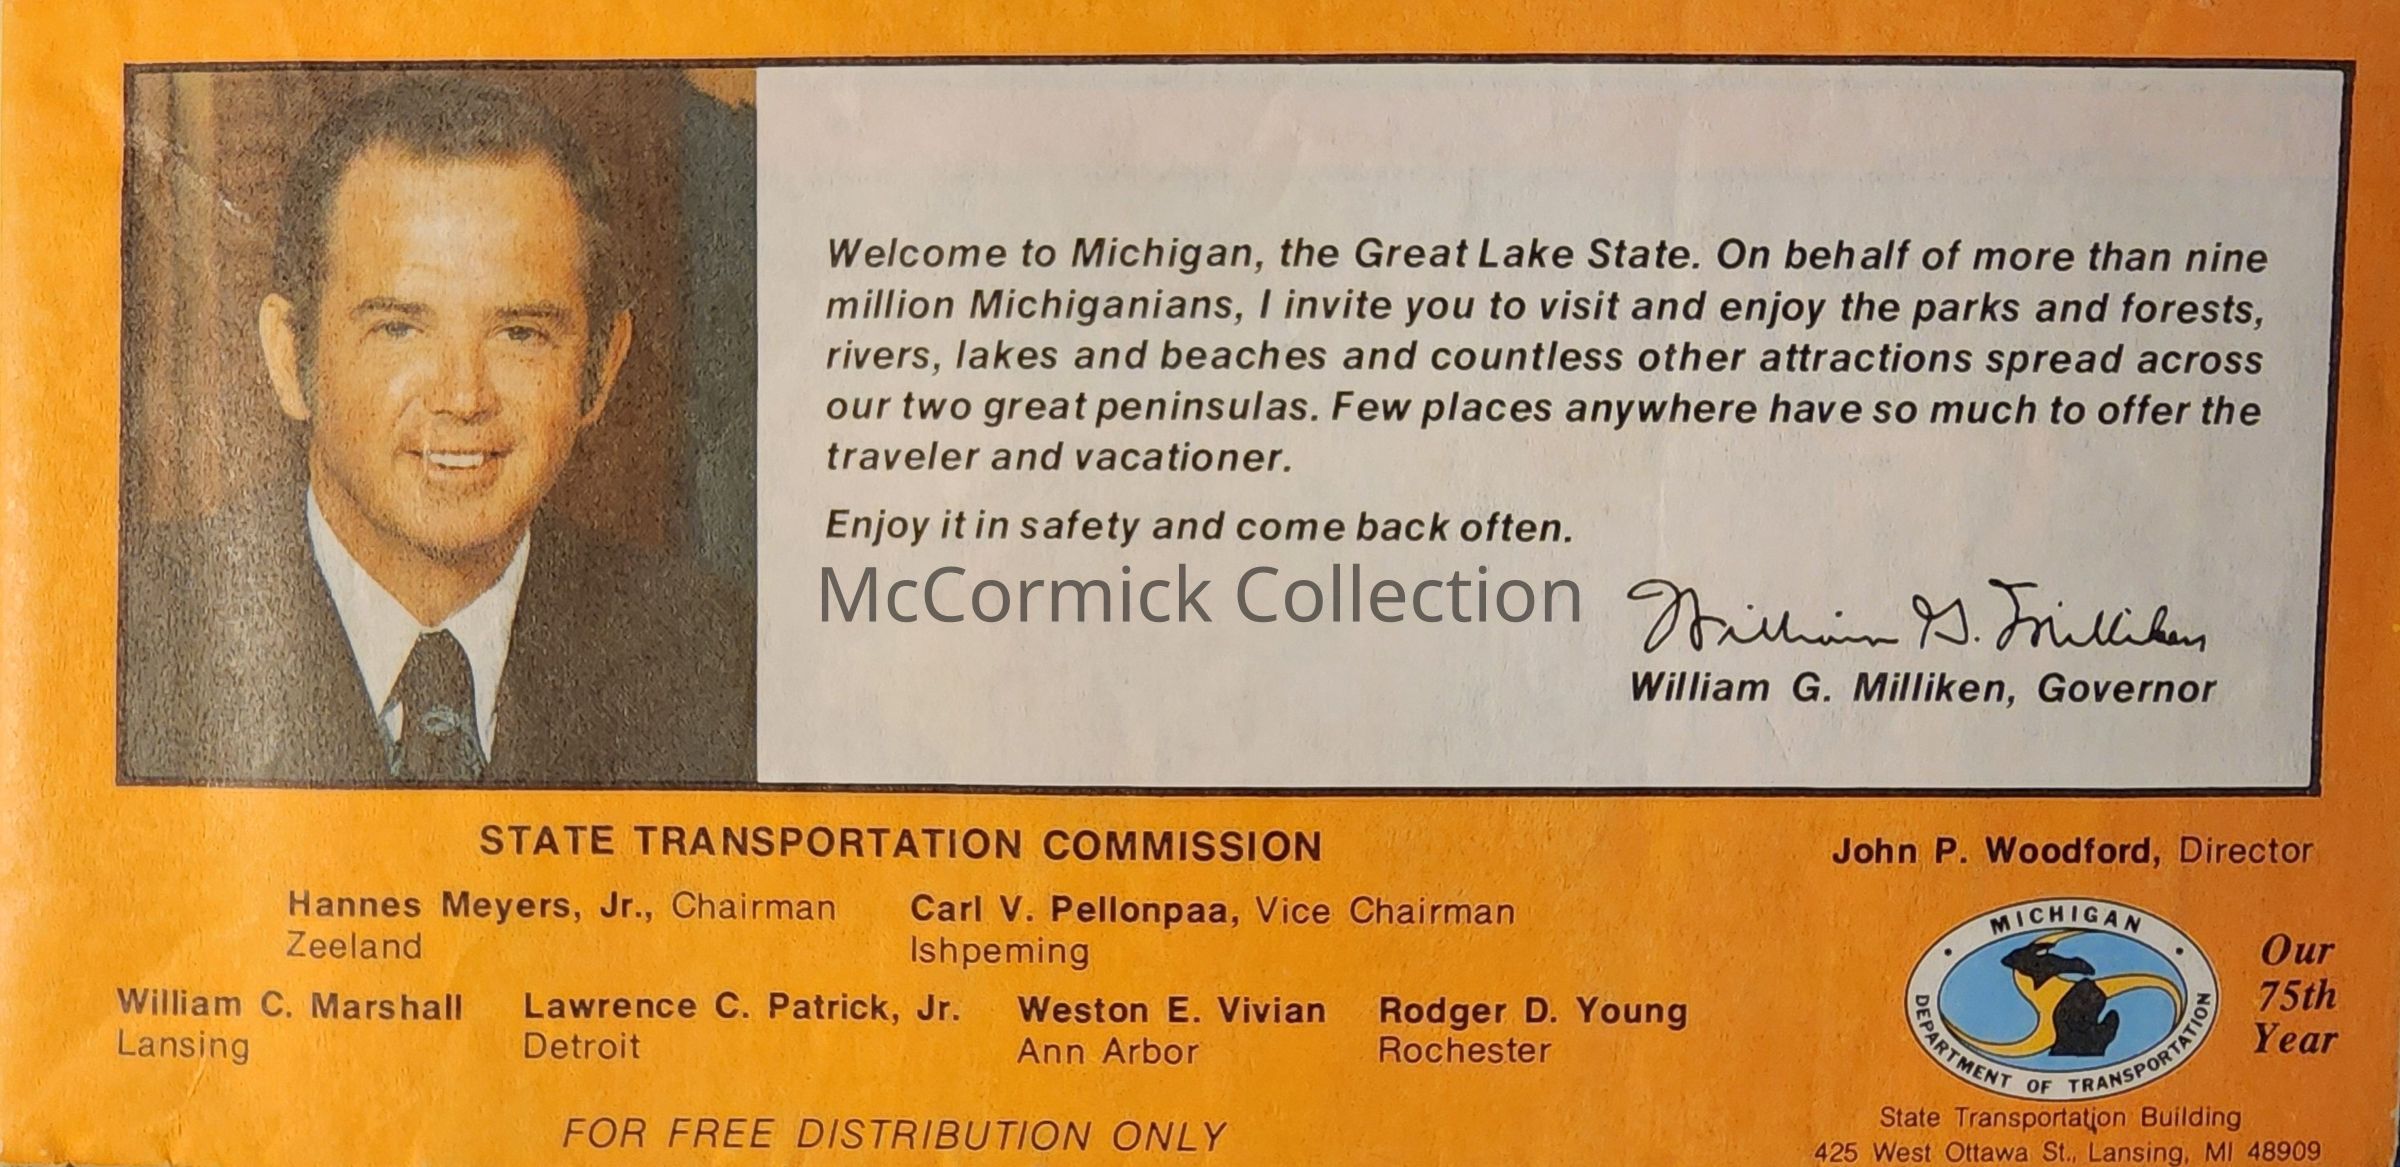 Welcome to Michigan, the Great Lake State. On behalf of more than nine
million Michiganians, I invite you to visit and enjoy the parks and forests,
rivers, lakes and beaches and countless other attractions spread across
our two great peninsulas. Few places anywhere have so much to offer the
traveler and vacationer.
Enjoy it in safety and come back often.
McCormick Collection
William G. Milliken
William G. Milliken, Governor
STATE TRANSPORTATION COMMISSION
John P. Woodford, Director
Hannes Meyers, Jr., Chairman
Zeeland
Carl V. Pellonpaa, Vice Chairman
Ishpeming
William C. Marshall
Lansing
Lawrence C. Patrick, Jr.
Detroit
Weston E. Vivian
Ann Arbor
Rodger D. Young
Rochester
MICHIGAN
DEPARTMENT OF TRANSPORTATION
Our
75th
Year
State Transportation Building
425 West Ottawa St., Lansing, MI 48909
FOR FREE DISTRIBUTION ONLY